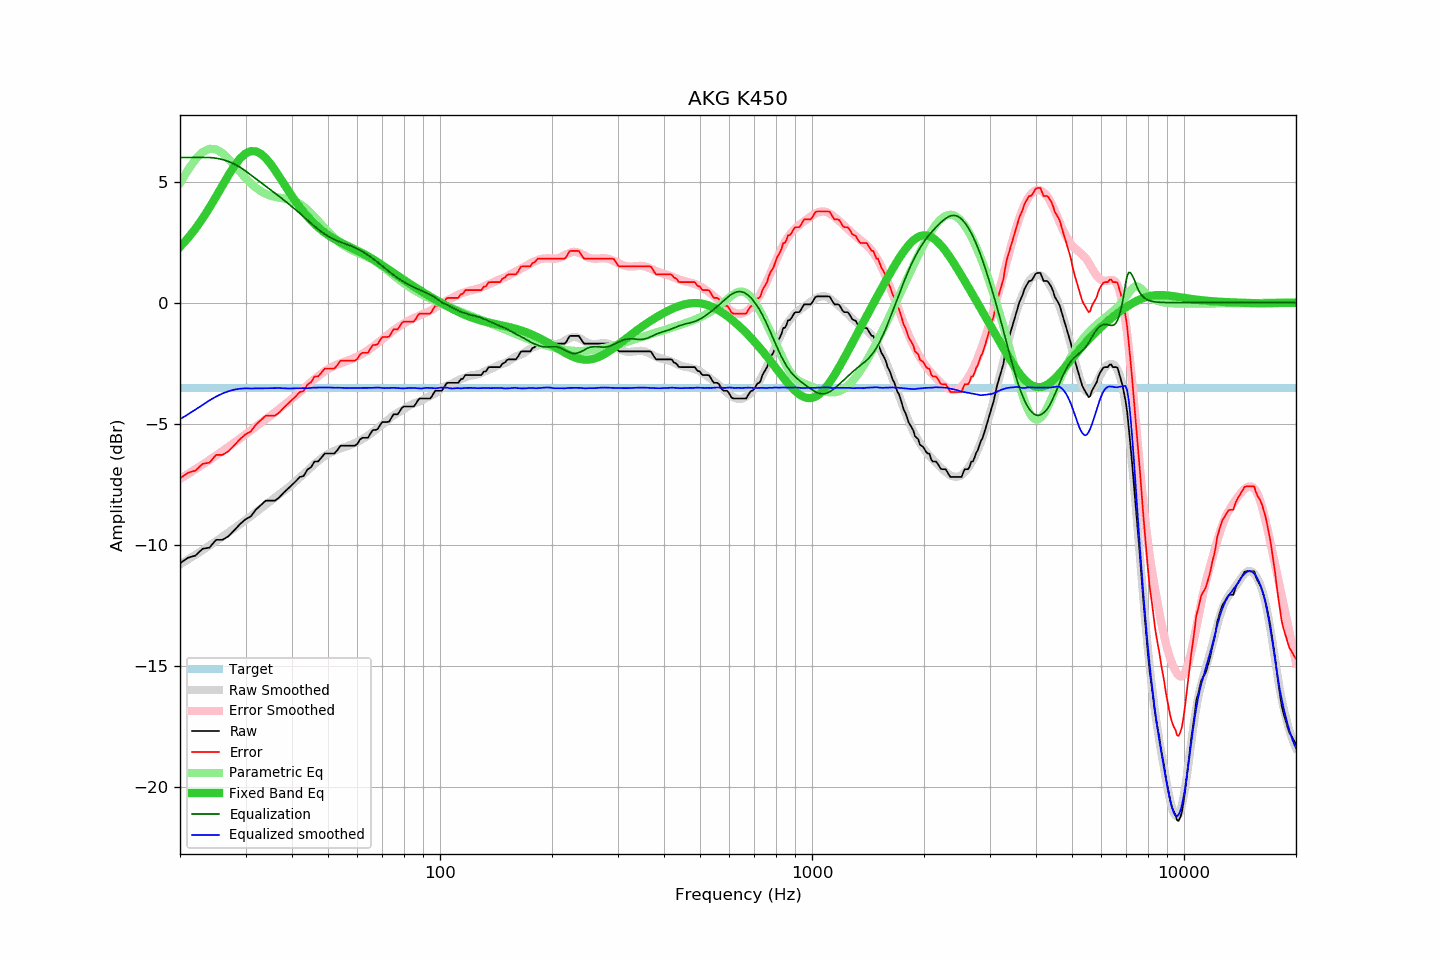 AKG K450
Amplitude (dBr)
5
0
−5
−10
−15
−20
Target
Raw Smoothed
Error Smoothed
Raw
Error
Parametric Eq
Fixed Band Eq
Equalization
Equalized smoothed
100
1000
10000
Frequency (Hz)